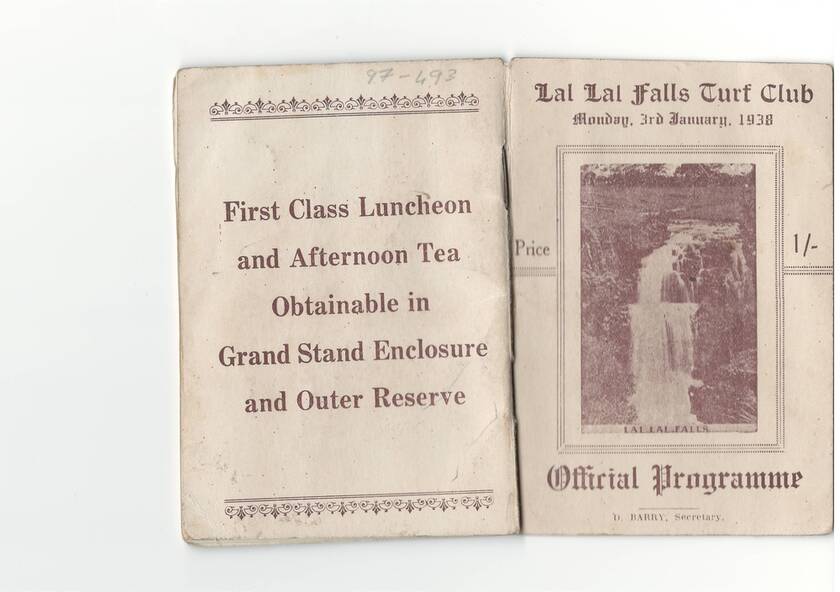 97-493
First Class Luncheon
and Afternoon Tea
Obtainable in
Grand Stand Enclosure
and Outer Reserve
Lal Lal Falls Turf Club
Monday, 3rd January, 1938
Price
1/-
LAL LAL FALLS
Official Programme
D. BARRY, Secretary.